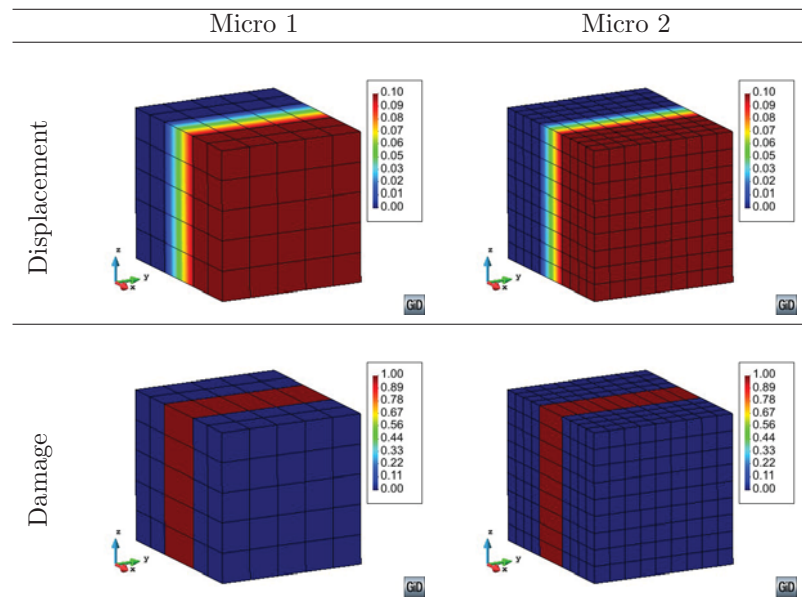 Micro 1 Micro 2
Displacement
0.10
0.09
0.08
0.07
0.06
0.05
0.03
0.02
0.01
0.00
z
y
x
GiD
0.10
0.09
0.08
0.07
0.06
0.05
0.03
0.02
0.01
0.00
z
y
x
GiD
Damage
1.00
0.89
0.78
0.67
0.56
0.44
0.33
0.22
0.11
0.00
z
y
x
GiD
1.00
0.89
0.78
0.67
0.56
0.44
0.33
0.22
0.11
0.00
z
y
x
GiD